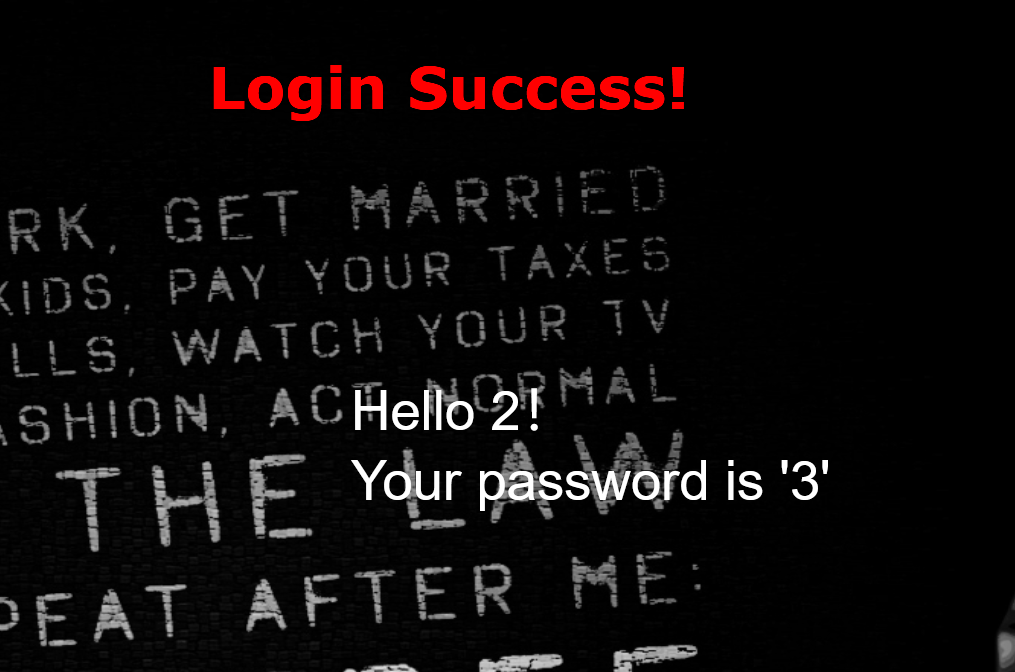 Login Success!
RK, GET MARRIED
KIDS, PAY YOUR TAXES
LLS, WATCH YOUR TV
ASHION, ACT NORMAL
Hello 2!
THE LAW
Your password is '3'
PEAT AFTER ME: